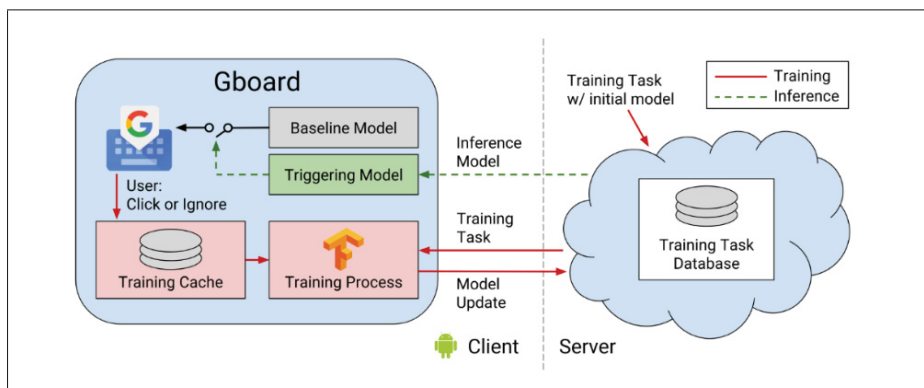 Gboard
Baseline Model
Triggering Model
User:
Click or Ignore
Training Cache
Training Process
Inference
Model
Training
Task
Model
Update
Client
Server
Training Task
w/ initial model
Training
Inference
Training Task
Database
G